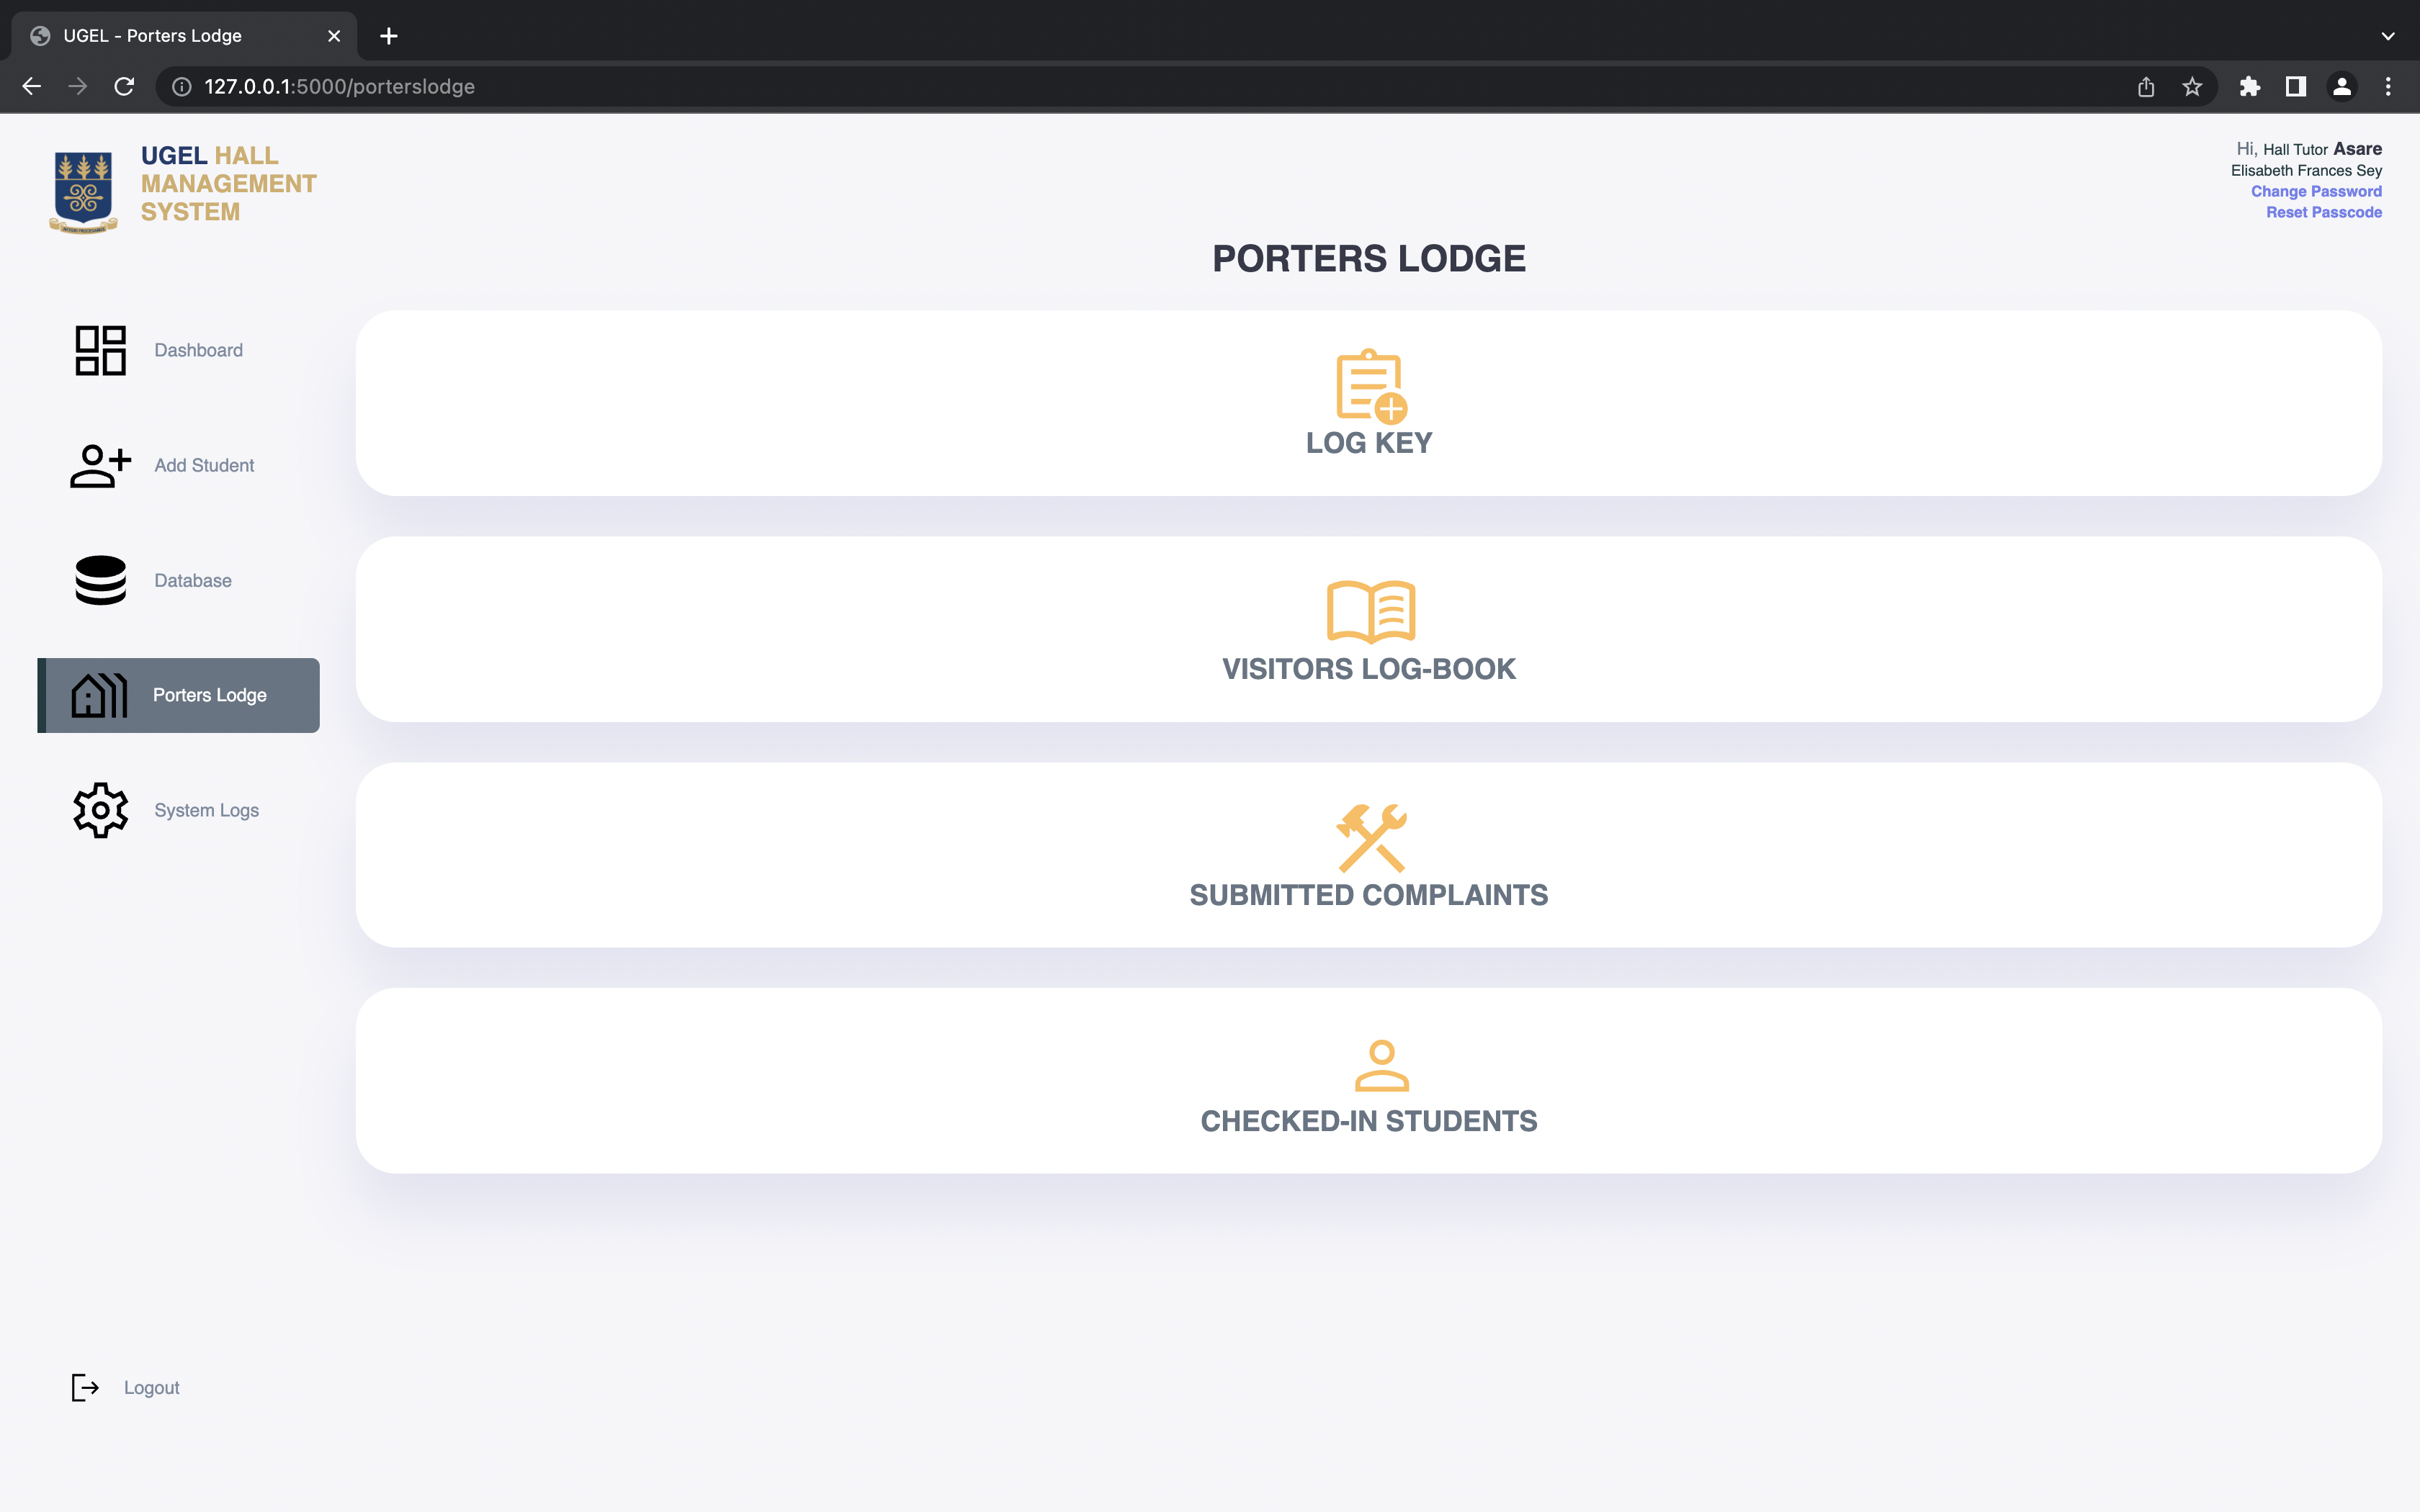 UGEL - Porters Lodge
127.0.0.1:5000/porterslodge
UGEL HALL
MANAGEMENT
SYSTEM
Hi, Hall Tutor Asare
Elisabeth Frances Sey
Change Password
Reset Passcode
PORTERS LODGE
Dashboard
Add Student
Database
Porters Lodge
System Logs
Logout
LOG KEY
VISITORS LOG-BOOK
SUBMITTED COMPLAINTS
CHECKED-IN STUDENTS